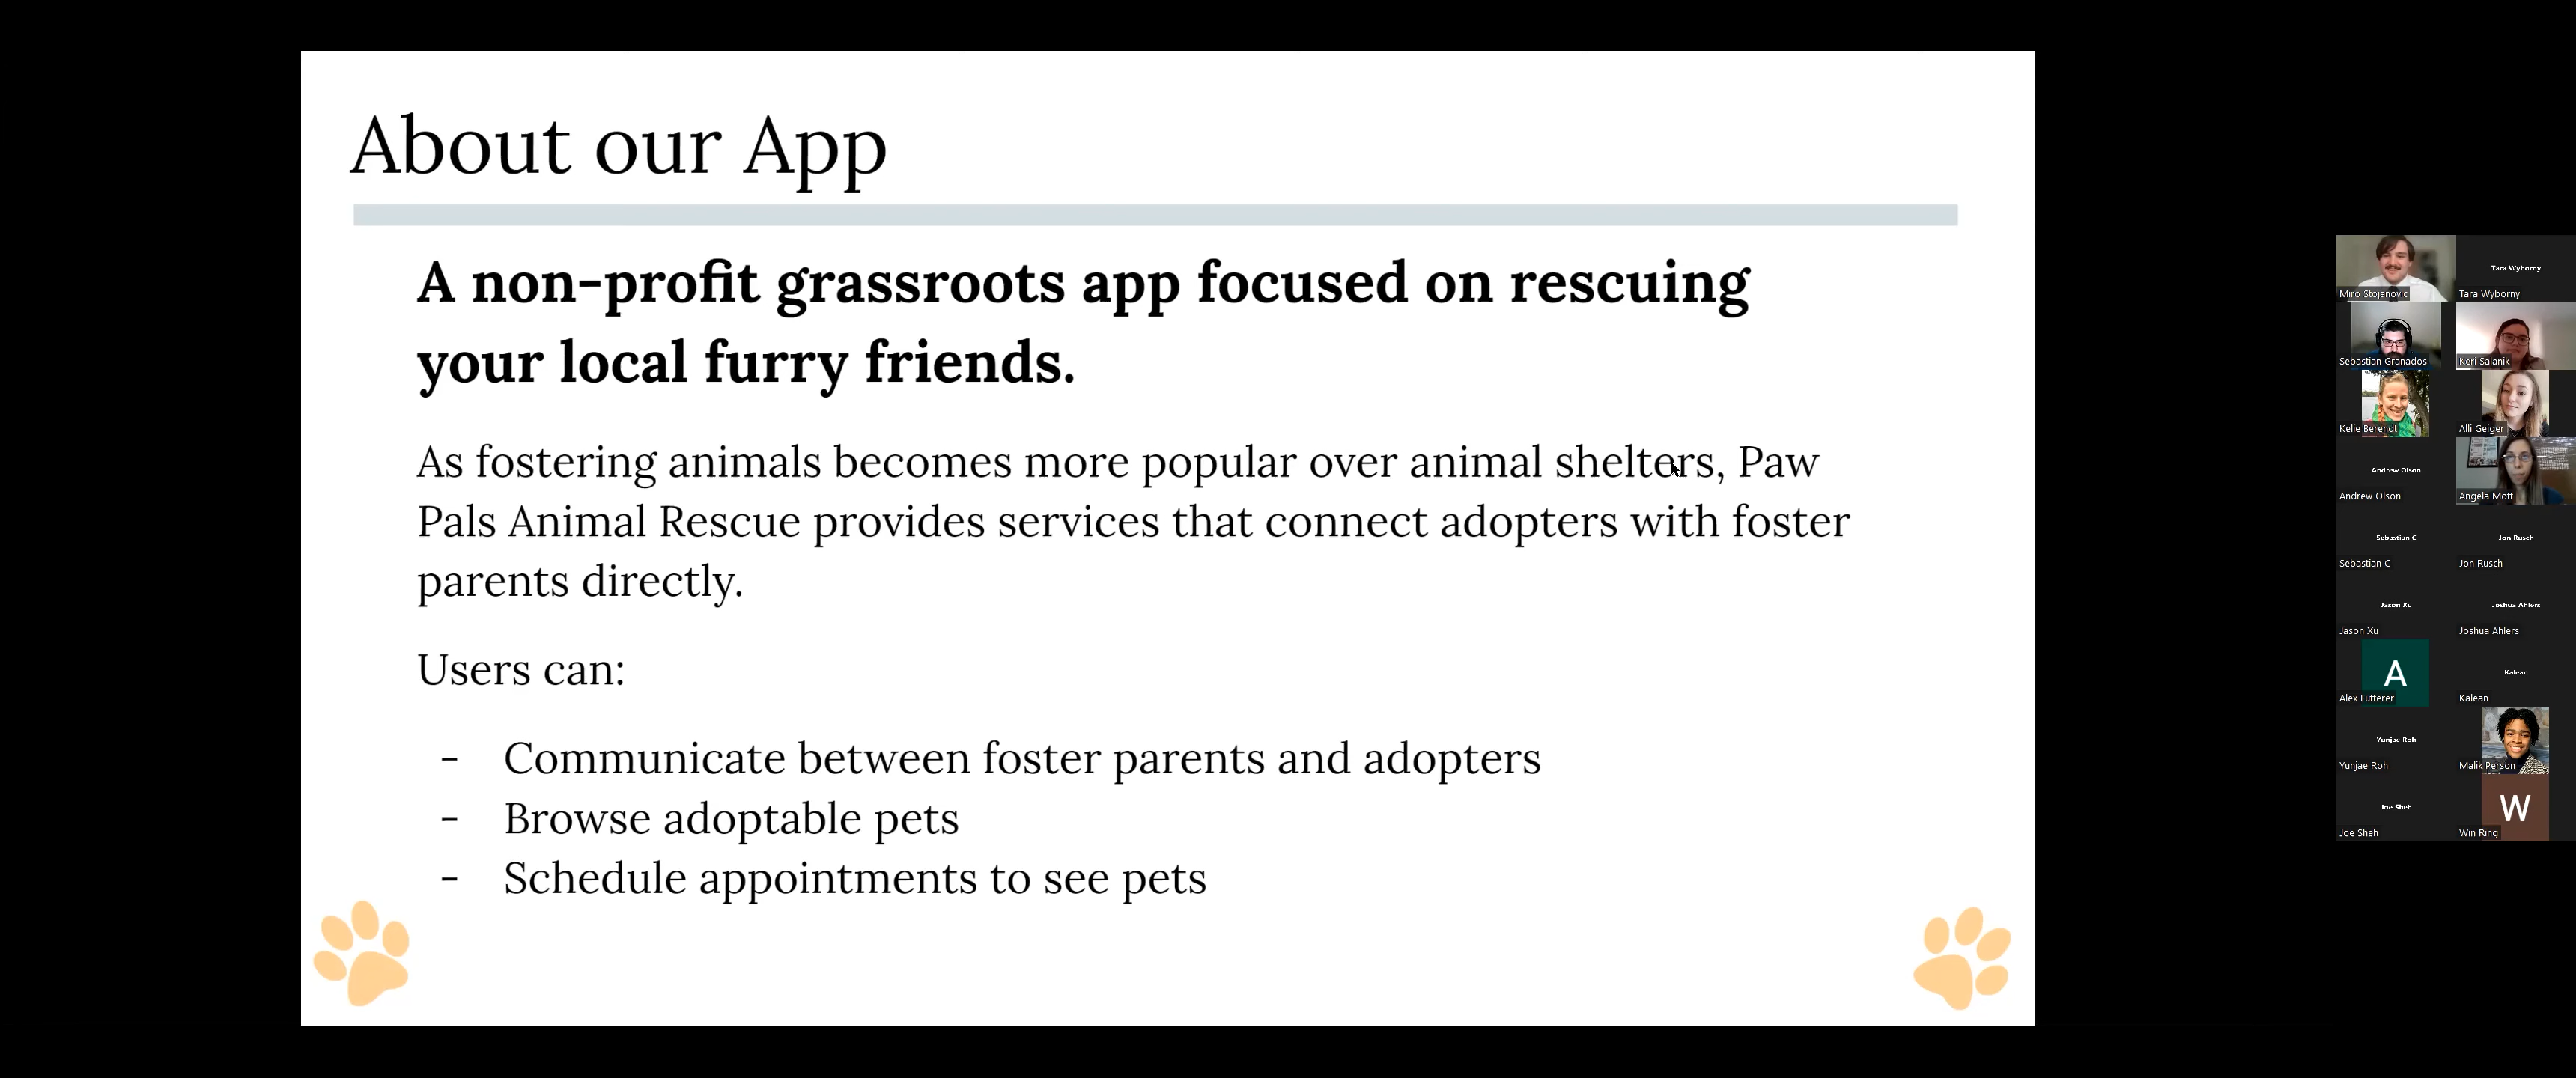 About our App
A non-profit grassroots app focused on rescuing
your local furry friends.
As fostering animals becomes more popular over animal shelters, Paw
Pals Animal Rescue provides services that connect adopters with foster
parents directly.
Users can:
- Communicate between foster parents and adopters
- Browse adoptable pets
- Schedule appointments to see pets
Miro Stojanovic
Tara Wyborny
Tara Wyborny
Sebastian Granados
Keri Salanik
Kelie Berendt
Alli Geiger
Andrew Olson
Andrew Olson
Angela Mott
Sebastian C
Sebastian C
Jon Rusch
Jon Rusch
Jason Xu
Jason Xu
Joshua Ahlers
Joshua Ahlers
A
Alex Futterer
Kalean
Kalean
Yunjae Roh
Yunjae Roh
Malik Person
Joe Sheh
Joe Sheh
W
Win Ring